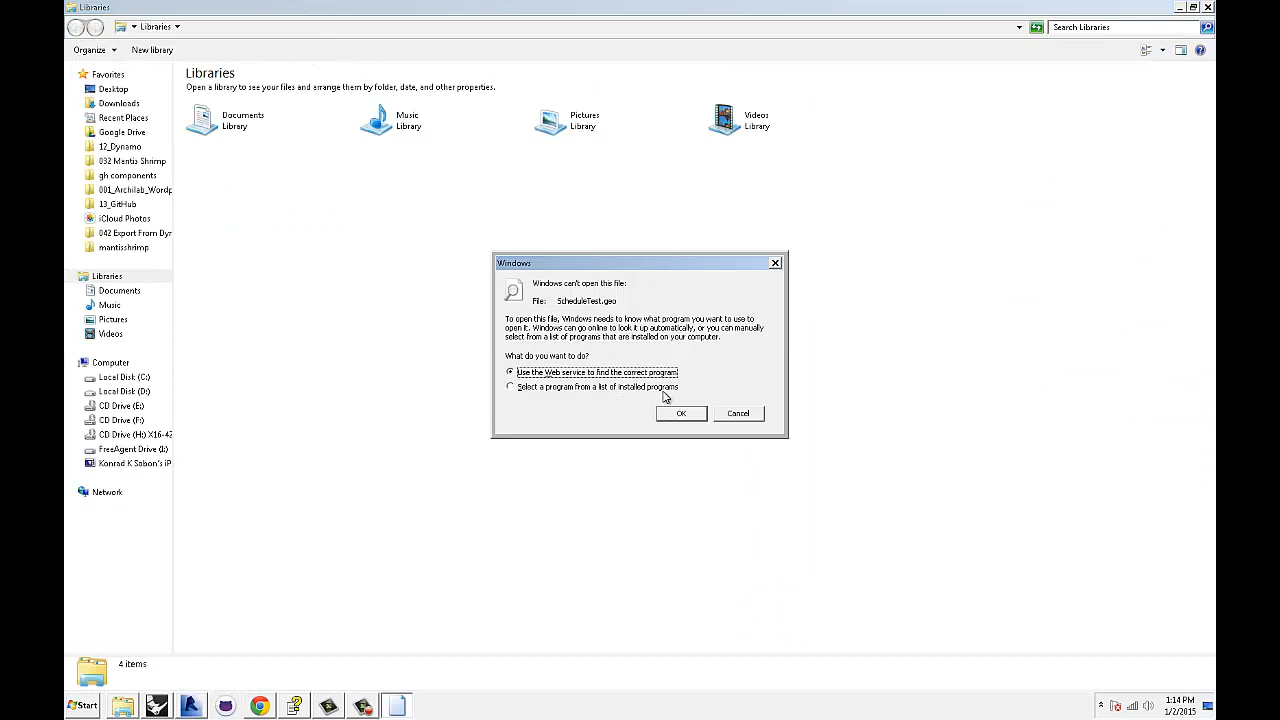 Libraries
Libraries
Search Libraries
Organize
New library
Favorites
Desktop
Downloads
Recent Places
Google Drive
12_Dynamo
032 Mantis Shrimp
gh components
001_Archilab_Wordp
13_GitHub
iCloud Photos
042 Export From Dyn
mantisshrimp
Libraries
Documents
Music
Pictures
Videos
Computer
Local Disk (C:)
Local Disk (D:)
CD Drive (E:)
CD Drive (F:)
CD Drive (H:) X16-42
FreeAgent Drive (I:)
Konrad K Sobon's iP
Network
Libraries
Open a library to see your files and arrange them by folder, date, and other properties.
Documents
Library
Music
Library
Pictures
Library
Videos
Library
Windows
Windows can't open this file:
File: ScheduleTest.geo
To open this file, Windows needs to know what program you want to use to
open it. Windows can go online to look it up automatically, or you can manually
select from a list of programs that are installed on your computer.
What do you want to do?
Use the Web service to find the correct program
Select a program from a list of installed programs
OK
Cancel
4 items
Start
1:14 PM
1/2/2015